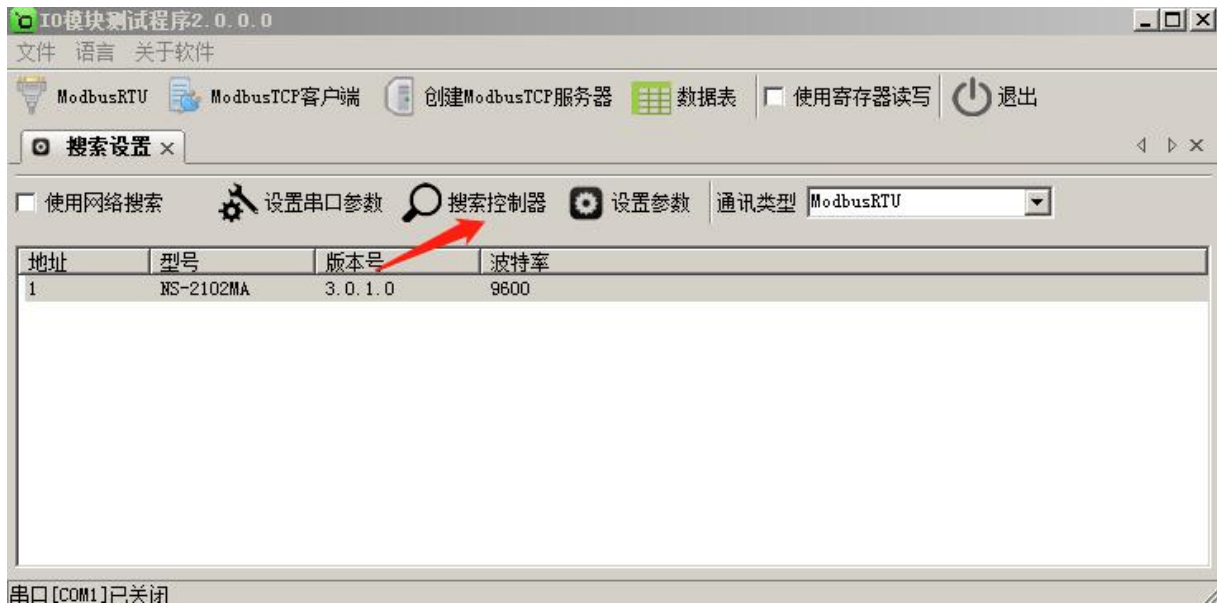 IO模块测试程序2.0.0.0
文件 语言 关于软件
ModbusRTU ModbusTCP客户端 创建ModbusTCP服务器 数据表 使用寄存器读写 退出
搜索设置
使用网络搜索 设置串口参数 搜索控制器 设置参数 通讯类型 ModbusRTU
地址 型号 版本号 波特率
1 NS-2102MA 3.0.1.0 9600
串口[COM1]已关闭